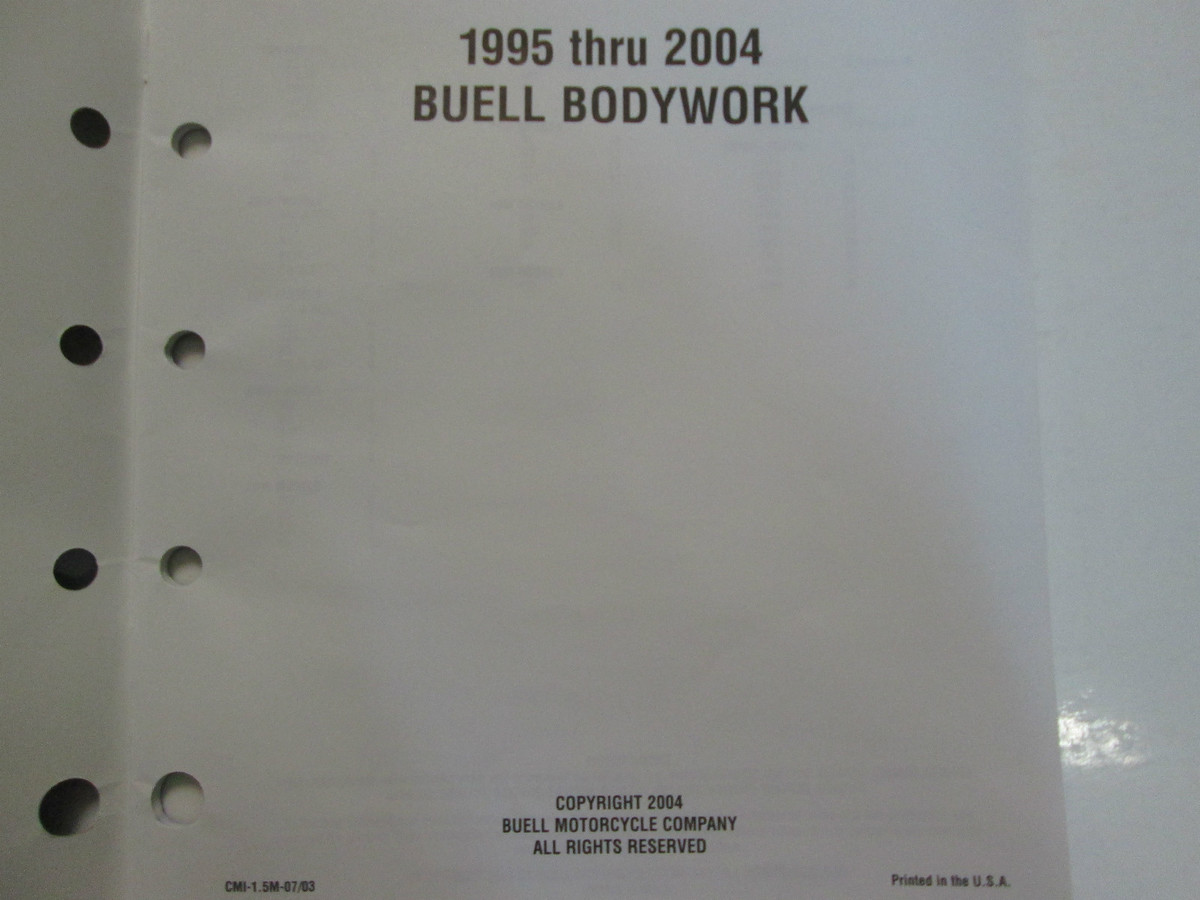 1995 thru 2004
BUELL BODYWORK
COPYRIGHT 2004
BUELL MOTORCYCLE COMPANY
ALL RIGHTS RESERVED
CMI-1.5M-07/03
Printed in the U.S.A.